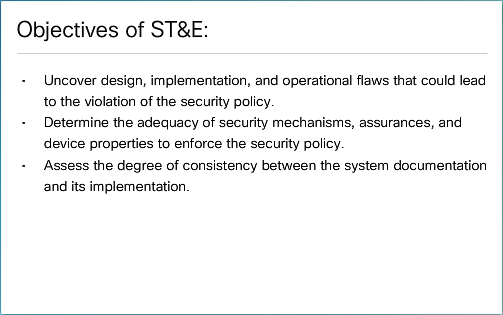 Objectives of ST&E:
· Uncover design, implementation, and operational flaws that could lead
to the violation of the security policy.
· Determine the adequacy of security mechanisms, assurances, and
device properties to enforce the security policy.
· Assess the degree of consistency between the system documentation
and its implementation.